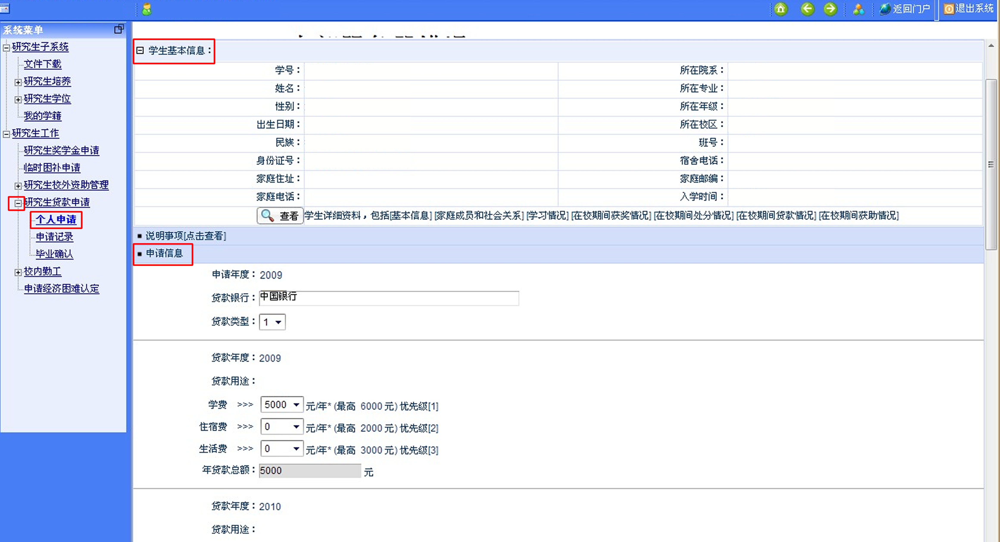 返回门户
退出系统
系统菜单
研究生子系统
文件下载
研究生培养
研究生学位
我的学籍
研究生工作
研究生奖学金申请
临时困补申请
研究生校外资助管理
研究生贷款申请
个人申请
申请记录
毕业确认
校内勤工
申请经济困难认定
学生基本信息：
学号： 所在院系：
姓名： 所在专业：
性别： 所在年级：
出生日期： 所在校区：
民族： 班号：
身份证号： 宿舍电话：
家庭住址： 家庭邮编：
家庭电话： 入学时间：
查看 学生详细资料，包括[基本信息] [家庭成员和社会关系] [学习情况] [在校期间获奖情况] [在校期间处分情况] [在校期间贷款情况] [在校期间获助情况]
■ 说明事项[点击查看]
■ 申请信息
申请年度：2009
贷款银行：中国银行
贷款类型：1
贷款年度：2009
贷款用途：
学费 >>> 5000 元/年* (最高 6000 元) 优先级[1]
住宿费 >>> 0 元/年* (最高 2000 元) 优先级[2]
生活费 >>> 0 元/年* (最高 3000 元) 优先级[3]
年贷款总额：5000 元
贷款年度：2010
贷款用途：